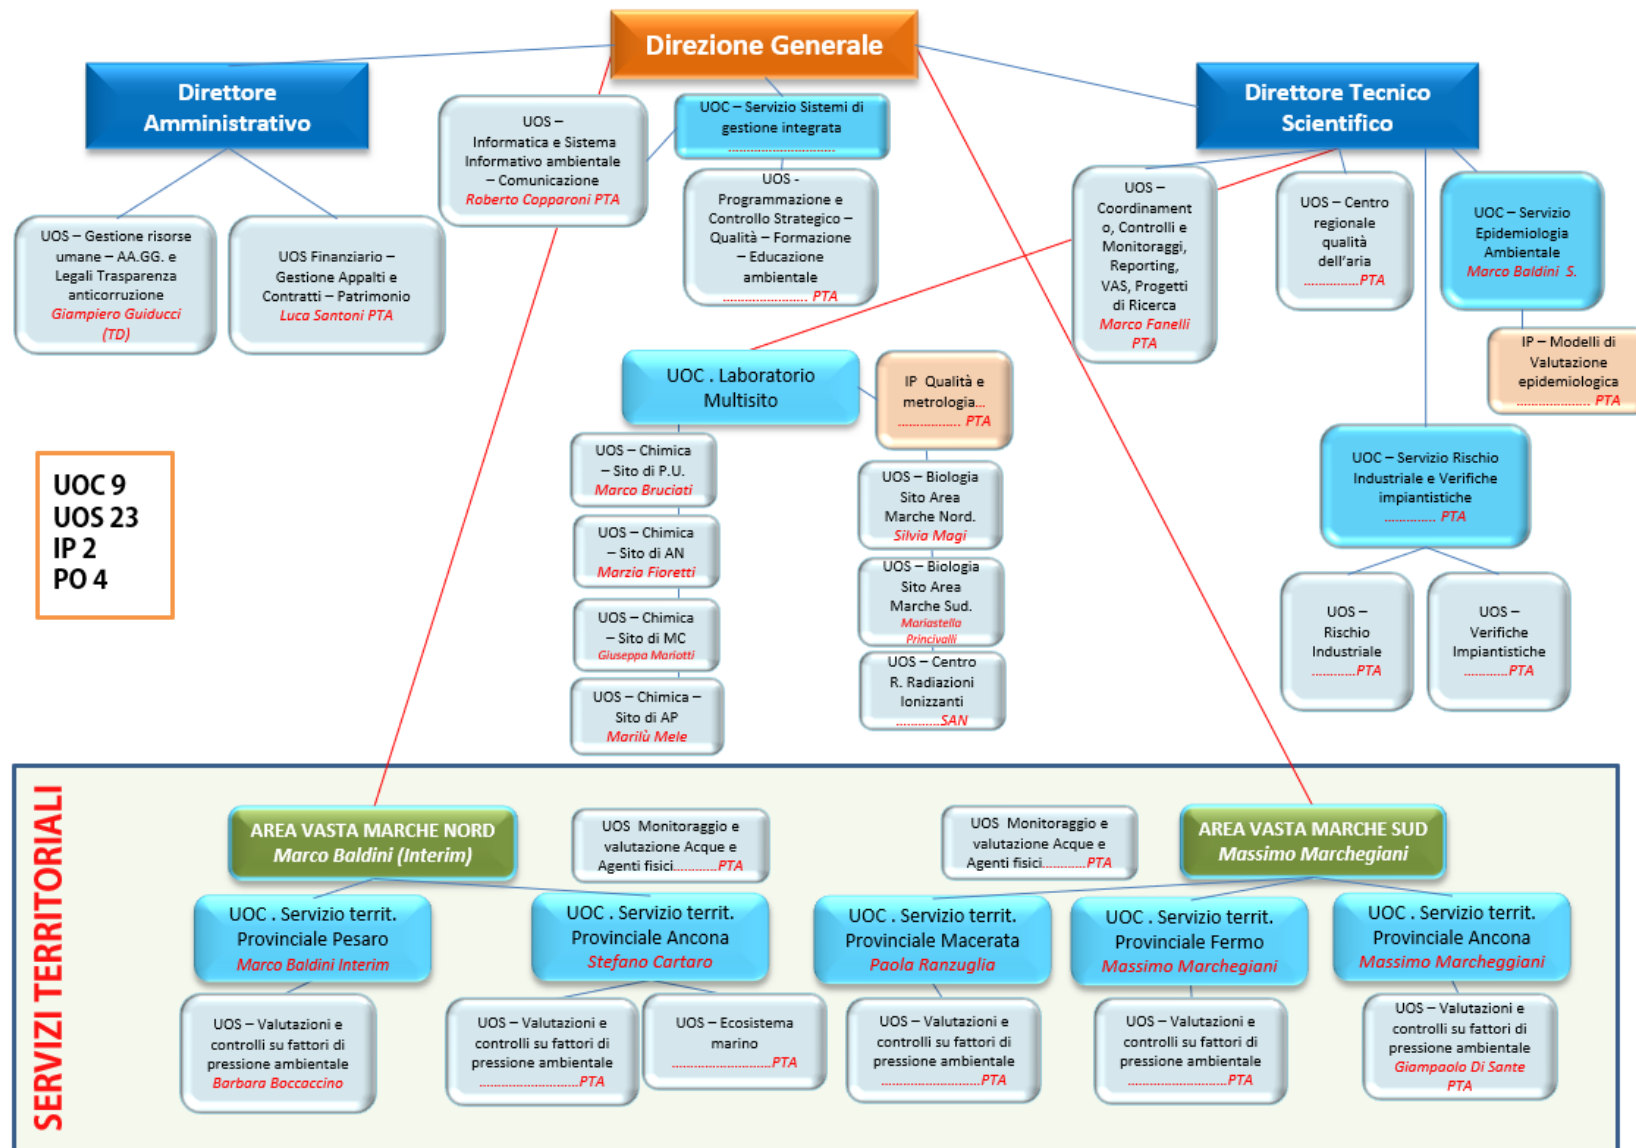 Direzione Generale
Direttore
Amministrativo
UOS –
Informatica e Sistema
Informativo ambientale
– Comunicazione
Roberto Copparoni PTA
UOC – Servizio Sistemi di
gestione integrata
............................
Direttore Tecnico
Scientifico
UOS – Gestione risorse
umane – AA.GG. e
Legali Trasparenza
anticorruzione
Giampiero Guiducci
(TD)
UOS Finanziario –
Gestione Appalti e
Contratti – Patrimonio
Luca Santoni PTA
UOS -
Programmazione e
Controllo Strategico –
Qualità – Formazione
– Educazione
ambientale
...................... PTA
UOS –
Coordinament
o, Controlli e
Monitoraggi,
Reporting,
VAS, Progetti
di Ricerca
Marco Fanelli
PTA
UOS – Centro
regionale
qualità
dell'aria
..............PTA
UOC – Servizio
Epidemiologia
Ambientale
Marco Baldini S.
IP – Modelli di
Valutazione
epidemiologica
................... PTA
UOC . Laboratorio
Multisito
IP Qualità e
metrologia...
................. PTA
UOS – Chimica
– Sito di P.U.
Marco Bruciati
UOS – Chimica
– Sito di AN
Marzia Fioretti
UOS – Chimica
– Sito di MC
Giuseppa Mariotti
UOS – Chimica –
Sito di AP
Marilù Mele
UOS – Biologia
Sito Area
Marche Nord.
Silvia Magi
UOS – Biologia
Sito Area
Marche Sud.
Mariastella
Princivalli
UOS – Centro
R. Radiazioni
Ionizzanti
............SAN
UOC – Servizio Rischio
Industriale e Verifiche
impiantistiche
............. PTA
UOS –
Rischio
Industriale
...........PTA
UOS –
Verifiche
Impiantistiche
...........PTA
UOC 9
UOS 23
IP 2
PO 4
SERVIZI TERRITORIALI
AREA VASTA MARCHE NORD
Marco Baldini (Interim)
UOS Monitoraggio e
valutazione Acque e
Agenti fisici...........PTA
UOS Monitoraggio e
valutazione Acque e
Agenti fisici............PTA
AREA VASTA MARCHE SUD
Massimo Marchegiani
UOC . Servizio territ.
Provinciale Pesaro
Marco Baldini Interim
UOC . Servizio territ.
Provinciale Ancona
Stefano Cartaro
UOC . Servizio territ.
Provinciale Macerata
Paola Ranzuglia
UOC . Servizio territ.
Provinciale Fermo
Massimo Marchegiani
UOC . Servizio territ.
Provinciale Ancona
Massimo Marcheggiani
UOS – Valutazioni e
controlli su fattori di
pressione ambientale
Barbara Boccaccino
UOS – Valutazioni e
controlli su fattori di
pressione ambientale
...........................PTA
UOS – Ecosistema
marino
...........................PTA
UOS – Valutazioni e
controlli su fattori di
pressione ambientale
...........................PTA
UOS – Valutazioni e
controlli su fattori di
pressione ambientale
...........................PTA
UOS – Valutazioni e
controlli su fattori di
pressione ambientale
Giampaolo Di Sante
PTA